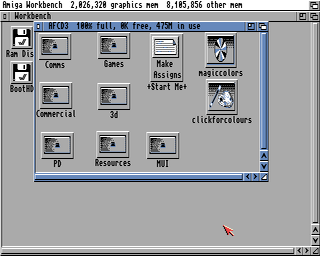 Amiga Workbench 2,026,320 graphics mem 8,105,856 other mem
Workbench
AFCD3 100% full, 0K free, 475M in use
Ram Dis
BootHD
Comms
Games
Make
Assigns
+Start Me+
magiccolors
Commercial
3d
clickforcolours
PD
Resources
MUI